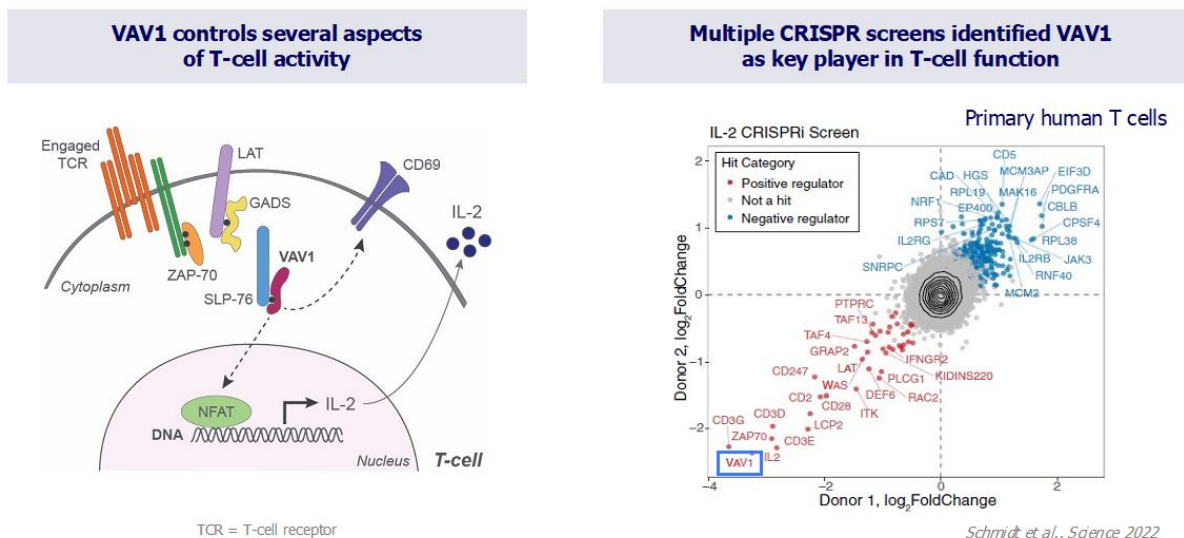 VAV1 controls several aspects
of T-cell activity
Engaged
TCR
LAT
GADS
CD69
IL-2
ZAP-70
VAV1
Cytoplasm
SLP-76
NFAT
IL-2
DNA
Nucleus
T-cell
TCR = T-cell receptor
Multiple CRISPR screens identified VAV1
as key player in T-cell function
Primary human T cells
IL-2 CRISPRi Screen
Hit Category
Positive regulator
Not a hit
Negative regulator
CD5
CAD HGS MCM3AP EIF3D
RPL19 MAK16 PDGFRA
NRF1 EP400 CBLB
RPS7 CPSF4
IL2RG RPL38
IL2RB JAK3
SNRPC RNF40
MCM2
PTPRC
TAF13
TAF4
GRAP2 IFNGR2
CD247 LAT KIDINS220
WAS PLCG1
CD2 CD28 DEF6 RAC2
ITK
CD3G CD3D LCP2
ZAP70 CD3E
VAV1 IL2
2
1
0
-1
-2
Donor 2, log2FoldChange
-4 -2 0 2
Donor 1, log2FoldChange
Schmidt et al., Science 2022